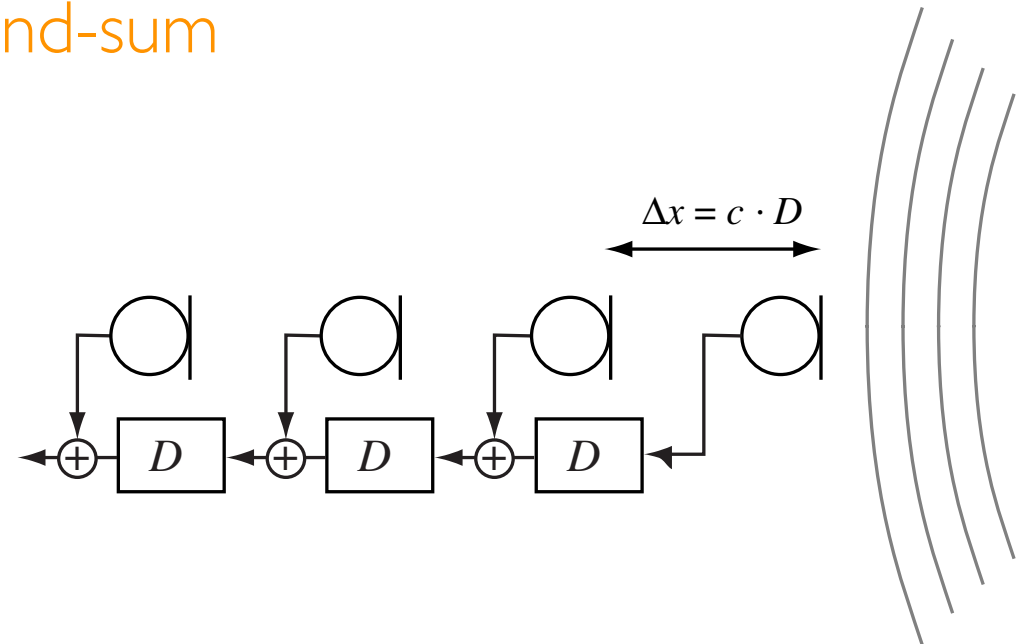 nd-sum
Δx = c · D
+ D + D + D